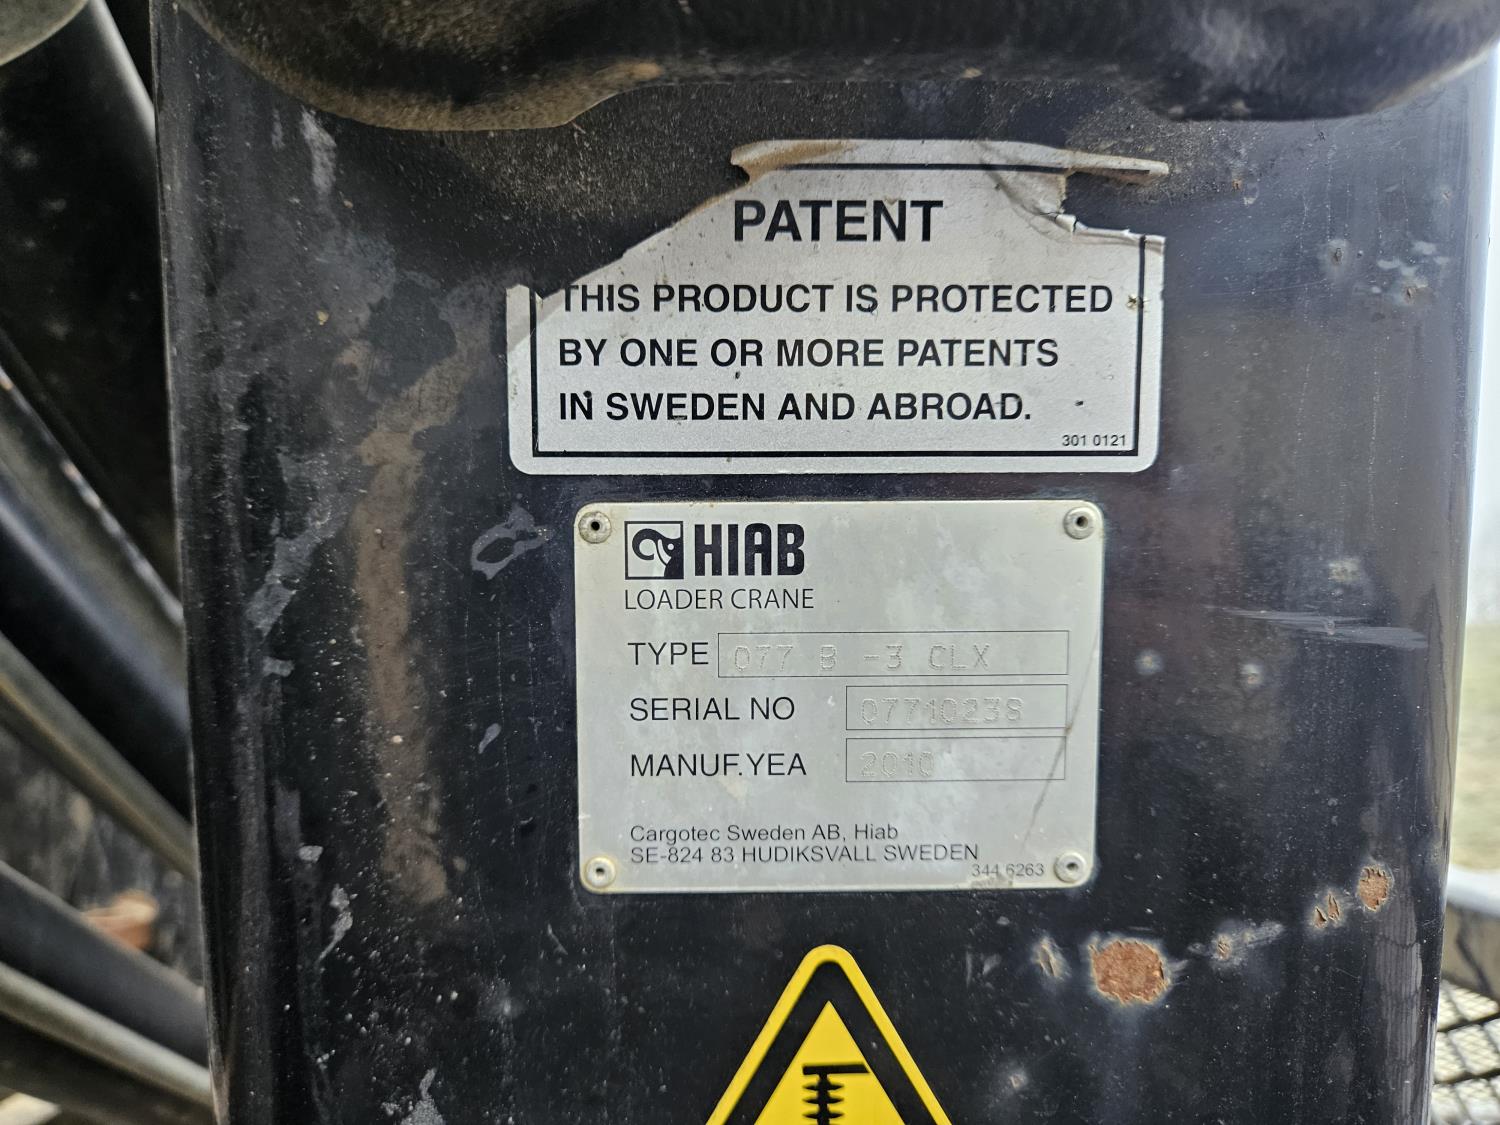 PATENT
THIS PRODUCT IS PROTECTED
BY ONE OR MORE PATENTS
IN SWEDEN AND ABROAD.
301 0121
HIAB
LOADER CRANE
TYPE 077 B -3 CLX
SERIAL NO 07710238
MANUF.YEA 2010
Cargotec Sweden AB, Hiab
SE-824 83 HUDIKSVALL SWEDEN
344 6263